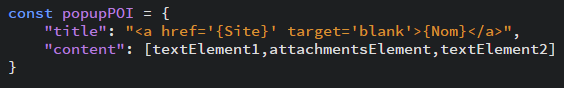 const popupPOI = {
    "title": "<a href='{Site}' target='blank'>{Nom}</a>",
    "content": [textElement1,attachmentsElement,textElement2]
}